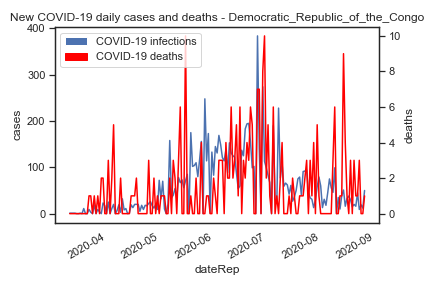 New COVID-19 daily cases and deaths - Democratic_Republic_of_the_Congo
COVID-19 infections
COVID-19 deaths
400
300
200
100
0
cases
10
8
6
4
2
0
deaths
2020-04
2020-05
2020-06
2020-07
2020-08
2020-09
dateRep